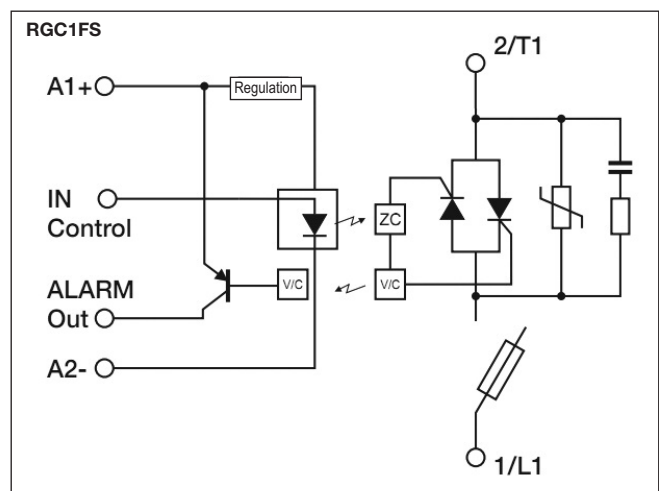 RGC1FS
2/T1
A1+
Regulation
IN
Control
ZC
ALARM
Out
V/C
V/C
A2-
1/L1